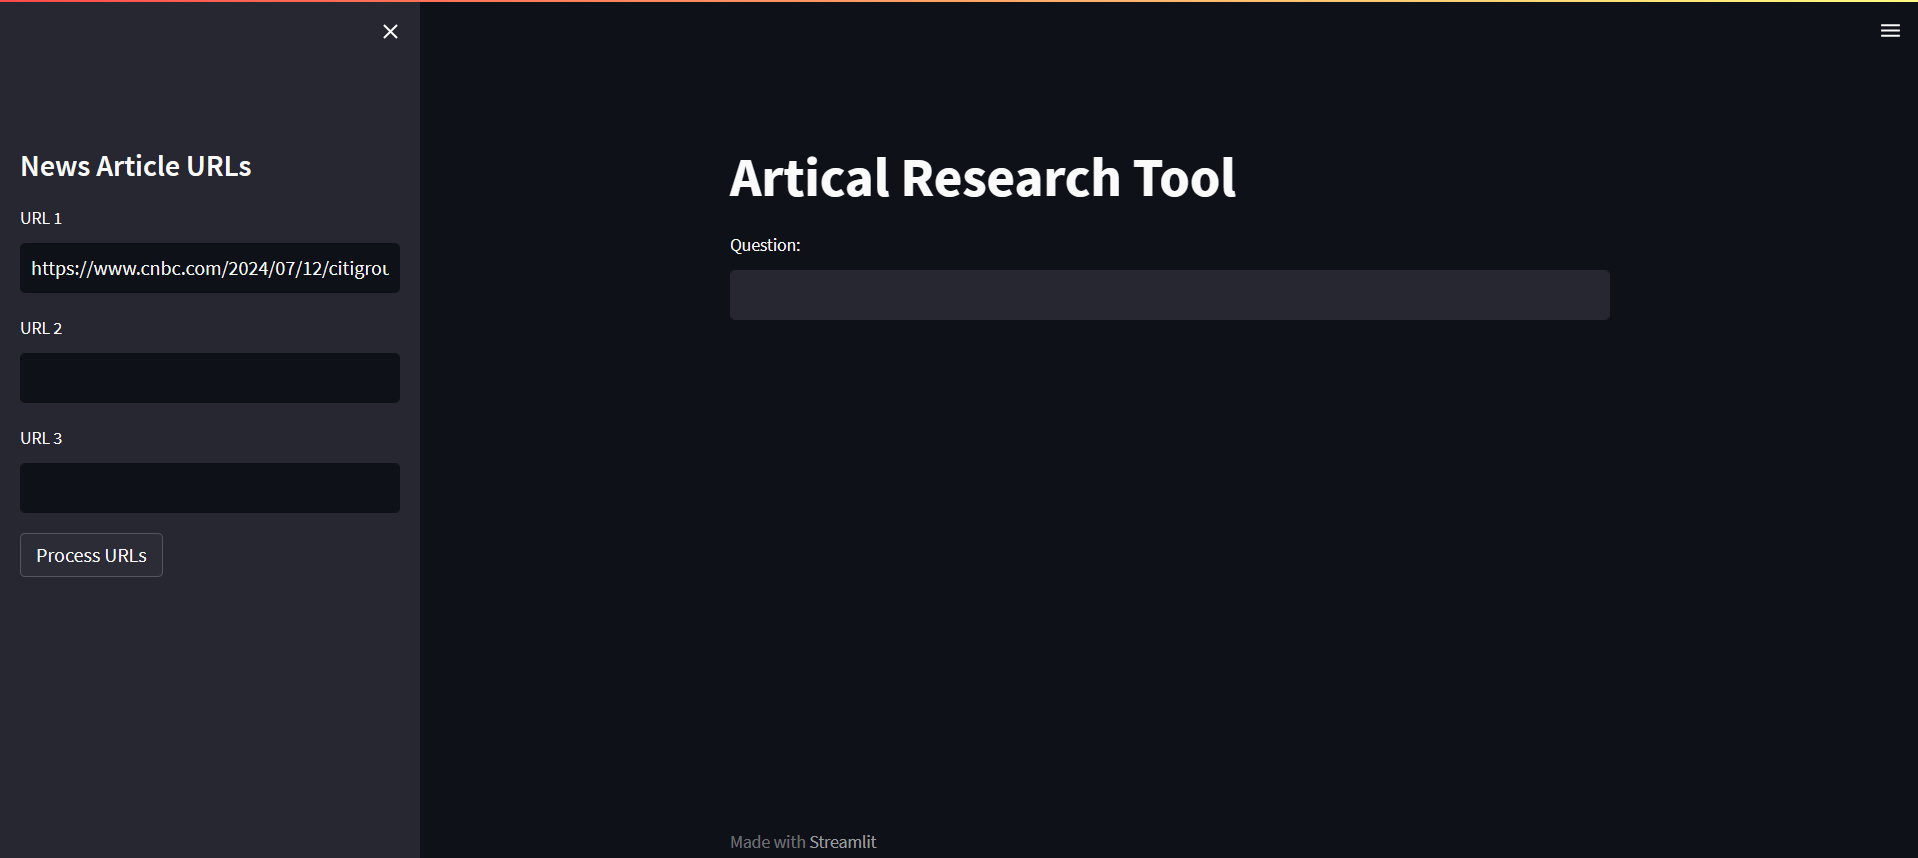 News Article URLs
URL 1
https://www.cnbc.com/2024/07/12/citigrou
URL 2
URL 3
Process URLs
Artical Research Tool
Question:
Made with Streamlit